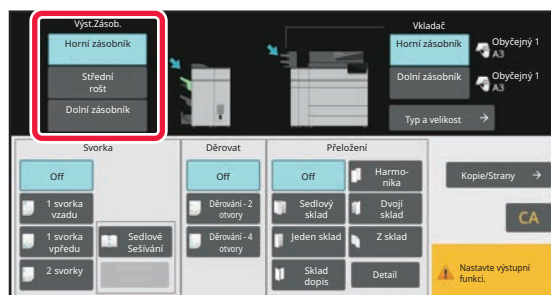 Výst.Zásob.
Horní zásobník
Střední
rošt
Dolní zásobník
Vkladač
Horní zásobník
Obyčejný 1
A3
Dolní zásobník
Obyčejný 1
A3
Typ a velikost
Svorka
Off
1 svorka
vzadu
1 svorka
vpředu
2 svorky
Sedlové
Sešívání
Děrovat
Off
Děrování - 2
otvory
Děrování - 4
otvory
Přeložení
Off
Harmo-
nika
Sedlový
sklad
Dvojí
sklad
Jeden sklad
Z sklad
Sklad
dopis
Detail
Kopie/Strany
CA
Nastavte výstupní
funkci.